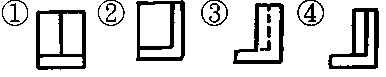 ① ② ③ ④